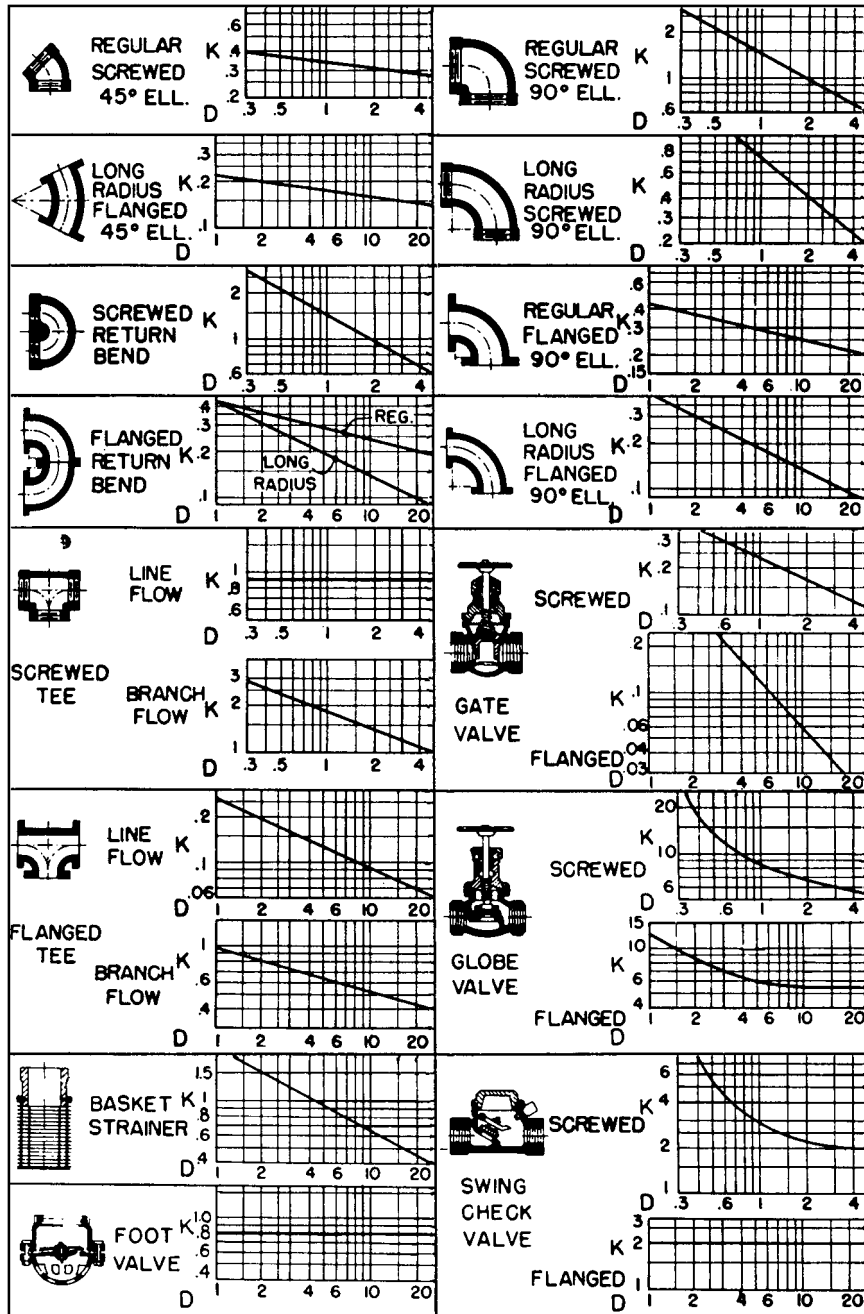 REGULAR
SCREWED
45° ELL.
K
.6
.4
.3
.2
D
.3 .5 1 2 4
REGULAR
SCREWED
90° ELL.
K
2
1
.6
D
.3 .5 1 2 4
LONG
RADIUS
FLANGED
45° ELL.
K
.3
.2
.1
D
1 2 4 6 10 20
LONG
RADIUS
SCREWED
90° ELL.
K
.8
.6
.4
.3
.2
D
.3 .5 1 2 4
SCREWED
RETURN
BEND
K
2
1
.6
D
.3 .5 1 2 4
REGULAR
FLANGED
90° ELL.
K
.6
.4
.3
.2
.15
D
1 2 4 6 10 20
FLANGED
RETURN
BEND
K
.4
.3
.2
.1
REG.
LONG
RADIUS
D
1 2 4 6 10 20
LONG
RADIUS
FLANGED
90° ELL.
K
.3
.2
.1
D
1 2 4 6 10 20
SCREWED
TEE
LINE
FLOW
K
1
.8
.6
D
.3 .5 1 2 4
BRANCH
FLOW
K
3
2
1
D
.3 .5 1 2 4
GATE
VALVE
SCREWED
K
.3
.2
.1
D
.3 .5 1 2 4
FLANGED
K
.2
.1
.06
.04
.03
D
1 2 4 6 10 20
FLANGED
TEE
LINE
FLOW
K
.2
.1
.06
D
1 2 4 6 10 20
BRANCH
FLOW
K
1
.6
.4
D
1 2 4 6 10 20
GLOBE
VALVE
SCREWED
K
20
10
6
D
.3 .5 1 2 4
FLANGED
K
15
10
6
4
D
1 2 4 6 10 20
BASKET
STRAINER
K
1.5
1
.8
.6
.4
D
1 2 4 6 10 20
SWING
CHECK
VALVE
SCREWED
K
6
4
2
1
D
.3 .5 1 2 4
FLANGED
K
3
2
1
D
1 2 4 6 10 20
FOOT
VALVE
K
1.0
.8
.6
.4
D
1 2 4 6 10 20